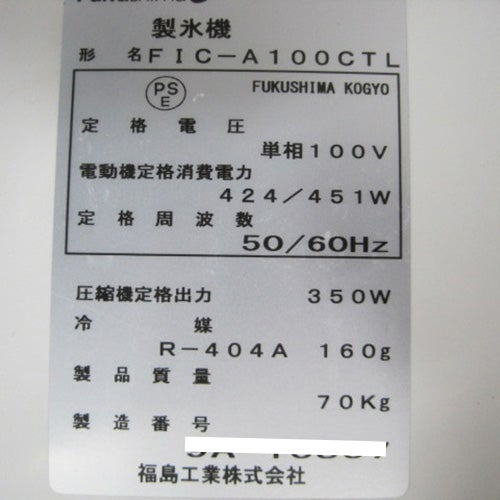 Fukushima
製氷機
形 名 FIC-A100CTL
PS
E
FUKUSHIMA KOGYO
定格電圧
単相100V
電動機定格消費電力
424/451W
定格周波数
50/60Hz
圧縮機定格出力 350W
冷 媒
R-404A 160g
製品質量
70Kg
製造番号
福島工業株式会社